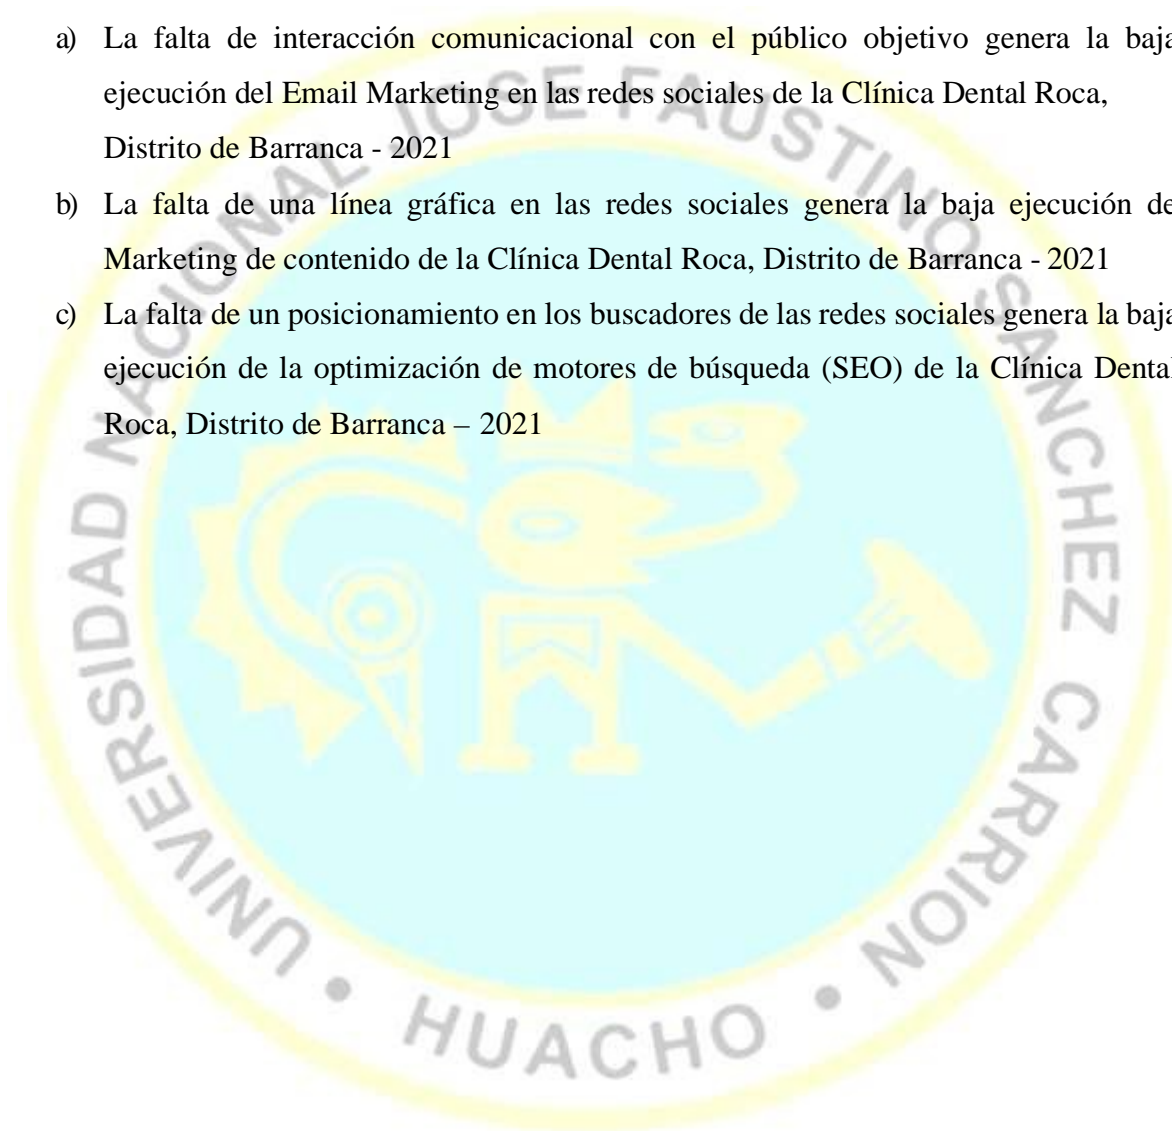 a) La falta de interacción comunicacional con el público objetivo genera la baja
ejecución del Email Marketing en las redes sociales de la Clínica Dental Roca,
Distrito de Barranca - 2021
b) La falta de una línea gráfica en las redes sociales genera la baja ejecución de
Marketing de contenido de la Clínica Dental Roca, Distrito de Barranca - 2021
c) La falta de un posicionamiento en los buscadores de las redes sociales genera la baja
ejecución de la optimización de motores de búsqueda (SEO) de la Clínica Dental
Roca, Distrito de Barranca – 2021
UNIVERSIDAD NACIONAL JOSE FAUSTINO SANCHEZ CARRION • HUACHO •